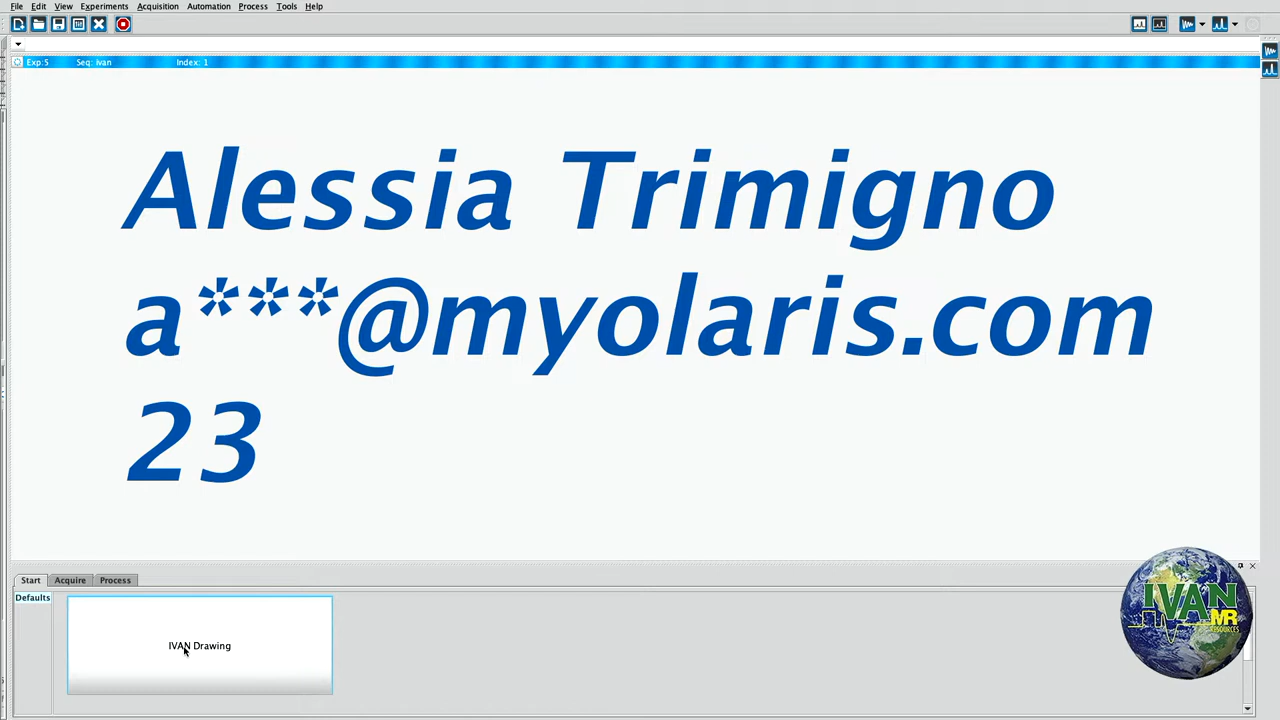 File Edit View Experiments Acquisition Automation Process Tools Help
Exp:5 Seq: ivan Index: 1
Alessia Trimigno
a***@myolaris.com
23
Start Acquire Process
Defaults
IVAN Drawing
IVAN
MR
RESOURCES